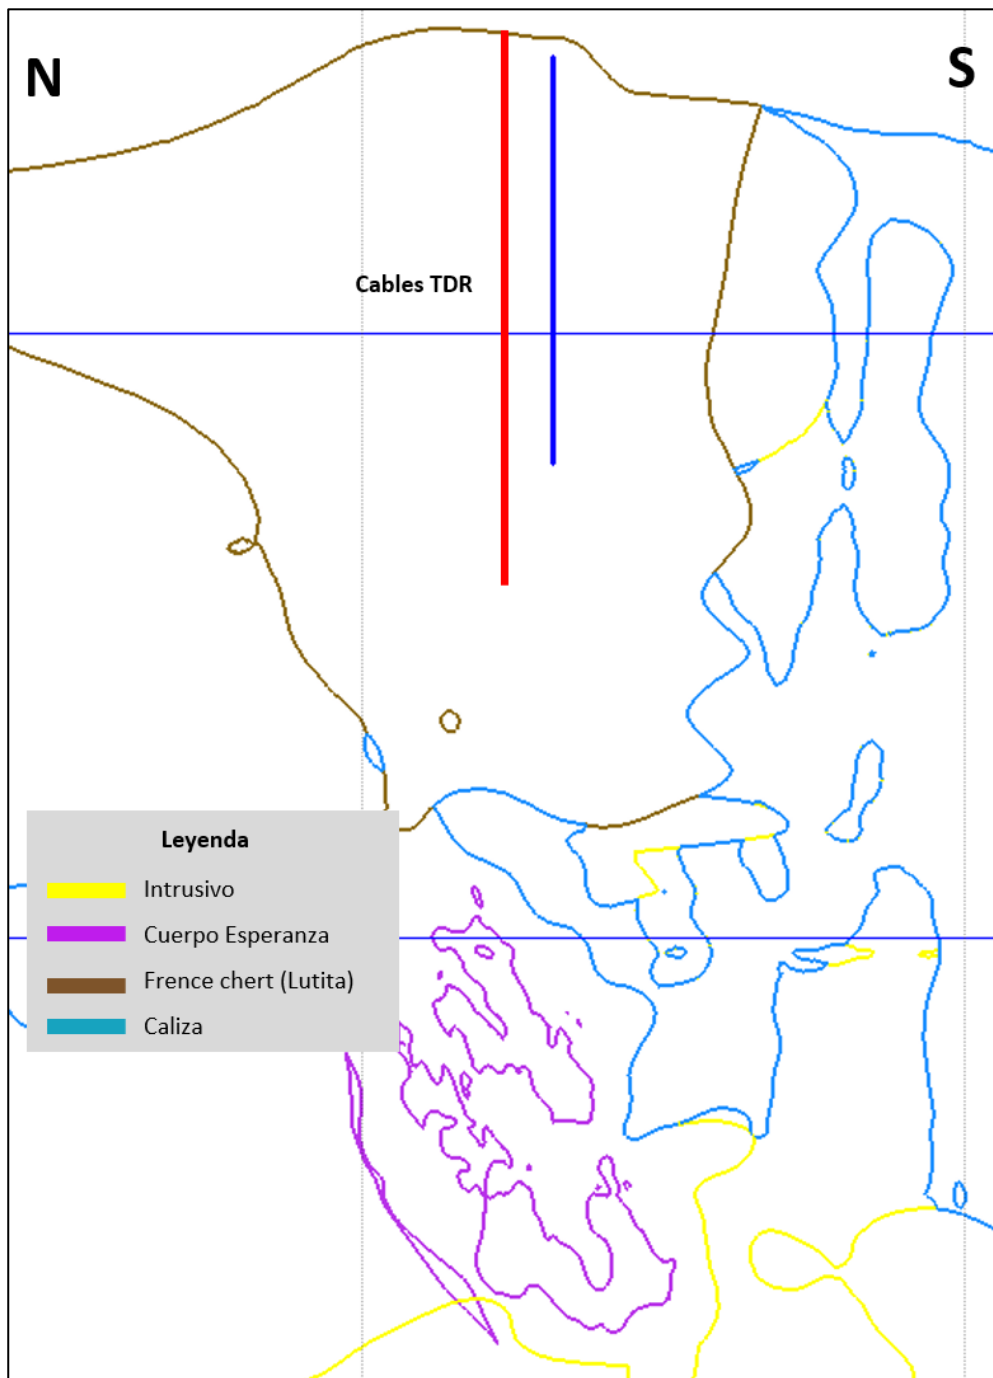 N
S
Cables TDR
Leyenda
Intrusivo
Cuerpo Esperanza
Frence chert (Lutita)
Caliza